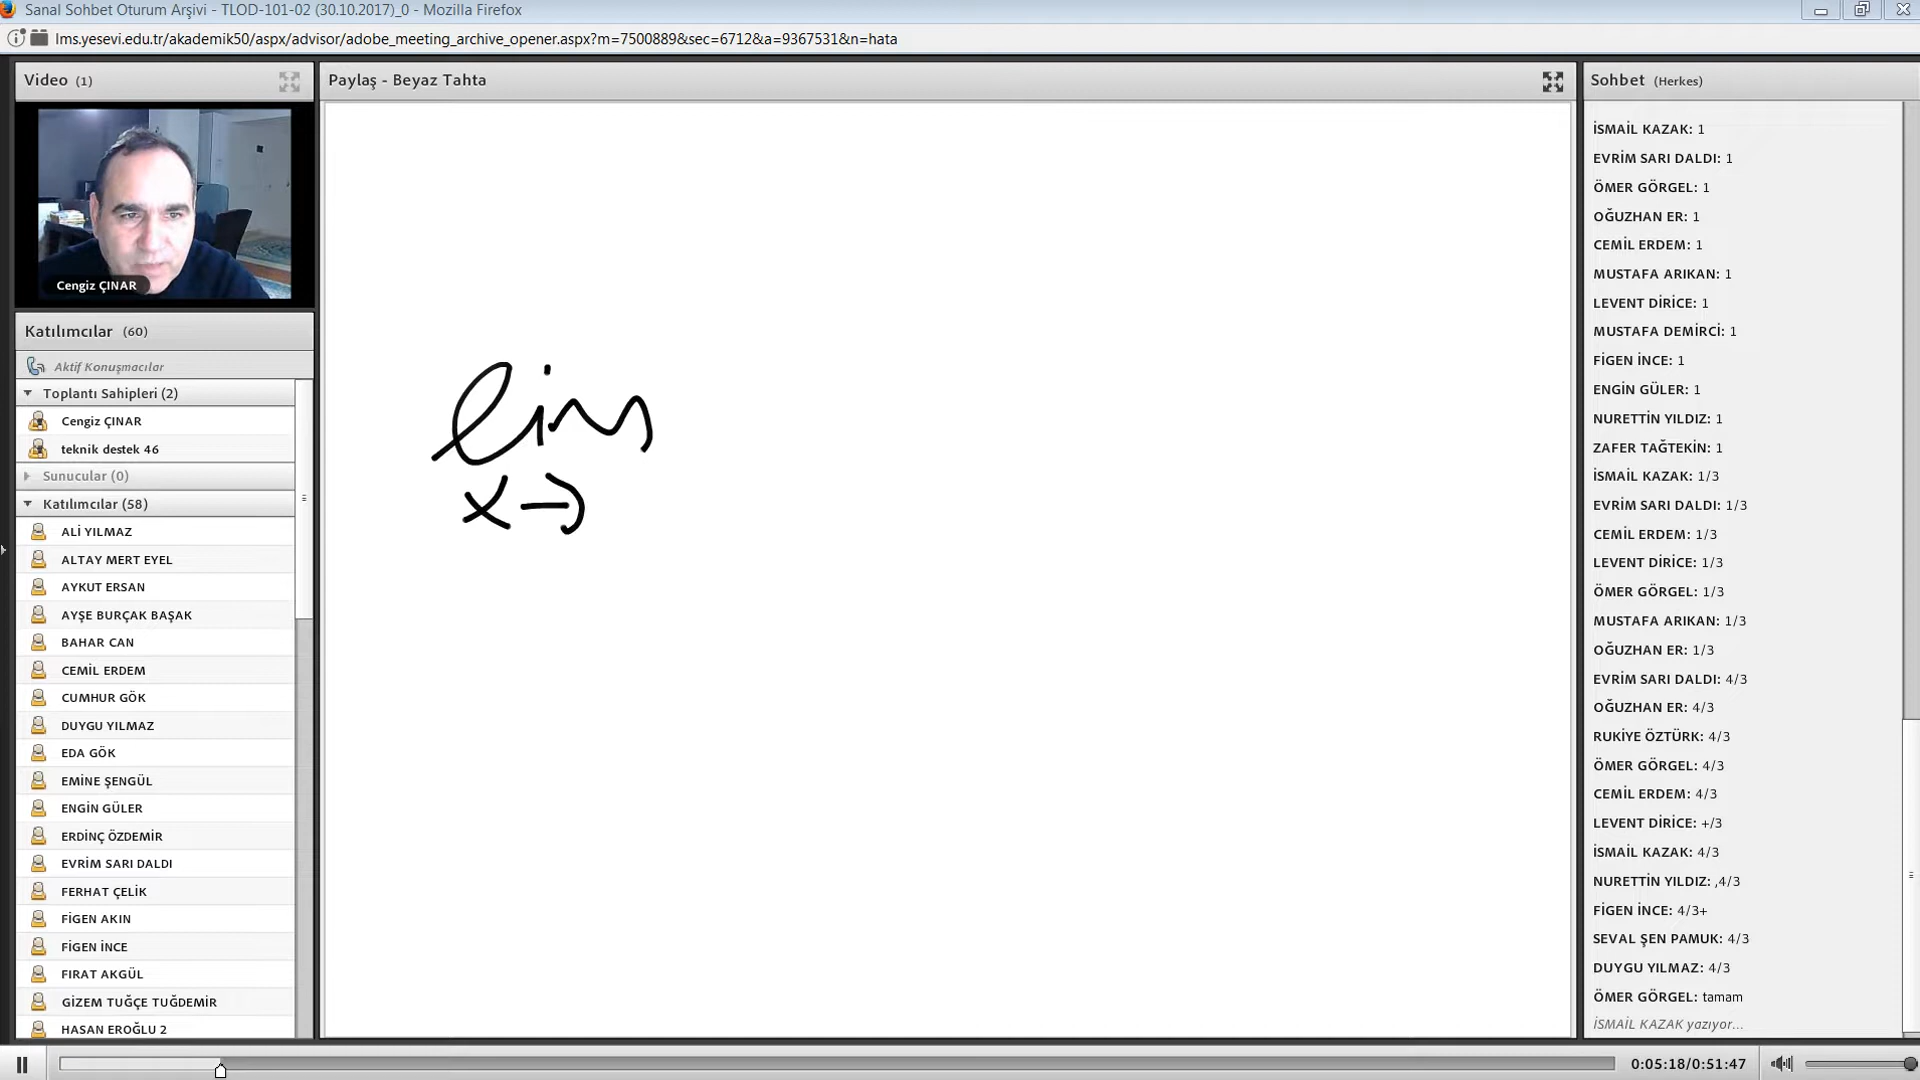 Sanal Sohbet Oturum Arşivi - TLOD-101-02 (30.10.2017)_0 - Mozilla Firefox
lms.yesevi.edu.tr/akademik50/aspx/advisor/adobe_meeting_archive_opener.aspx?m=7500889&sec=6712&a=9367531&n=hata
Video (1)
Cengiz ÇINAR
Katılımcılar (60)
Aktif Konuşmacılar
Toplantı Sahipleri (2)
Cengiz ÇINAR
teknik destek 46
Sunucular (0)
Katılımcılar (58)
ALİ YILMAZ
ALTAY MERT EYEL
AYKUT ERSAN
AYŞE BURÇAK BAŞAK
BAHAR CAN
CEMİL ERDEM
CUMHUR GÖK
DUYGU YILMAZ
EDA GÖK
EMİNE ŞENGÜL
ENGİN GÜLER
ERDİNÇ ÖZDEMİR
EVRİM SARI DALDI
FERHAT ÇELİK
FİGEN AKIN
FİGEN İNCE
FIRAT AKGÜL
GİZEM TUĞÇE TUĞDEMİR
HASAN EROĞLU 2
Paylaş - Beyaz Tahta
lim
x→
Sohbet (Herkes)
İSMAİL KAZAK: 1
EVRİM SARI DALDI: 1
ÖMER GÖRGEL: 1
OĞUZHAN ER: 1
CEMİL ERDEM: 1
MUSTAFA ARIKAN: 1
LEVENT DİRİCE: 1
MUSTAFA DEMİRCİ: 1
FİGEN İNCE: 1
ENGİN GÜLER: 1
NURETTİN YILDIZ: 1
ZAFER TAĞTEKİN: 1
İSMAİL KAZAK: 1/3
EVRİM SARI DALDI: 1/3
CEMİL ERDEM: 1/3
LEVENT DİRİCE: 1/3
ÖMER GÖRGEL: 1/3
MUSTAFA ARIKAN: 1/3
OĞUZHAN ER: 1/3
EVRİM SARI DALDI: 4/3
OĞUZHAN ER: 4/3
RUKİYE ÖZTÜRK: 4/3
ÖMER GÖRGEL: 4/3
CEMİL ERDEM: 4/3
LEVENT DİRİCE: +/3
İSMAİL KAZAK: 4/3
NURETTİN YILDIZ: ,4/3
FİGEN İNCE: 4/3+
SEVAL ŞEN PAMUK: 4/3
DUYGU YILMAZ: 4/3
ÖMER GÖRGEL: tamam
İSMAİL KAZAK yazıyor...
0:05:18/0:51:47